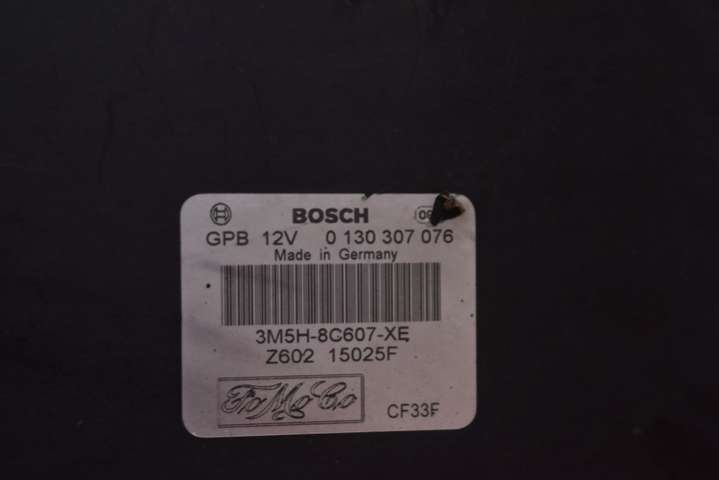 BOSCH
GPB 12V 0 130 307 076
Made in Germany
3M5H-8C607-XE
Z602 15025F
FoMoCo
CF33F